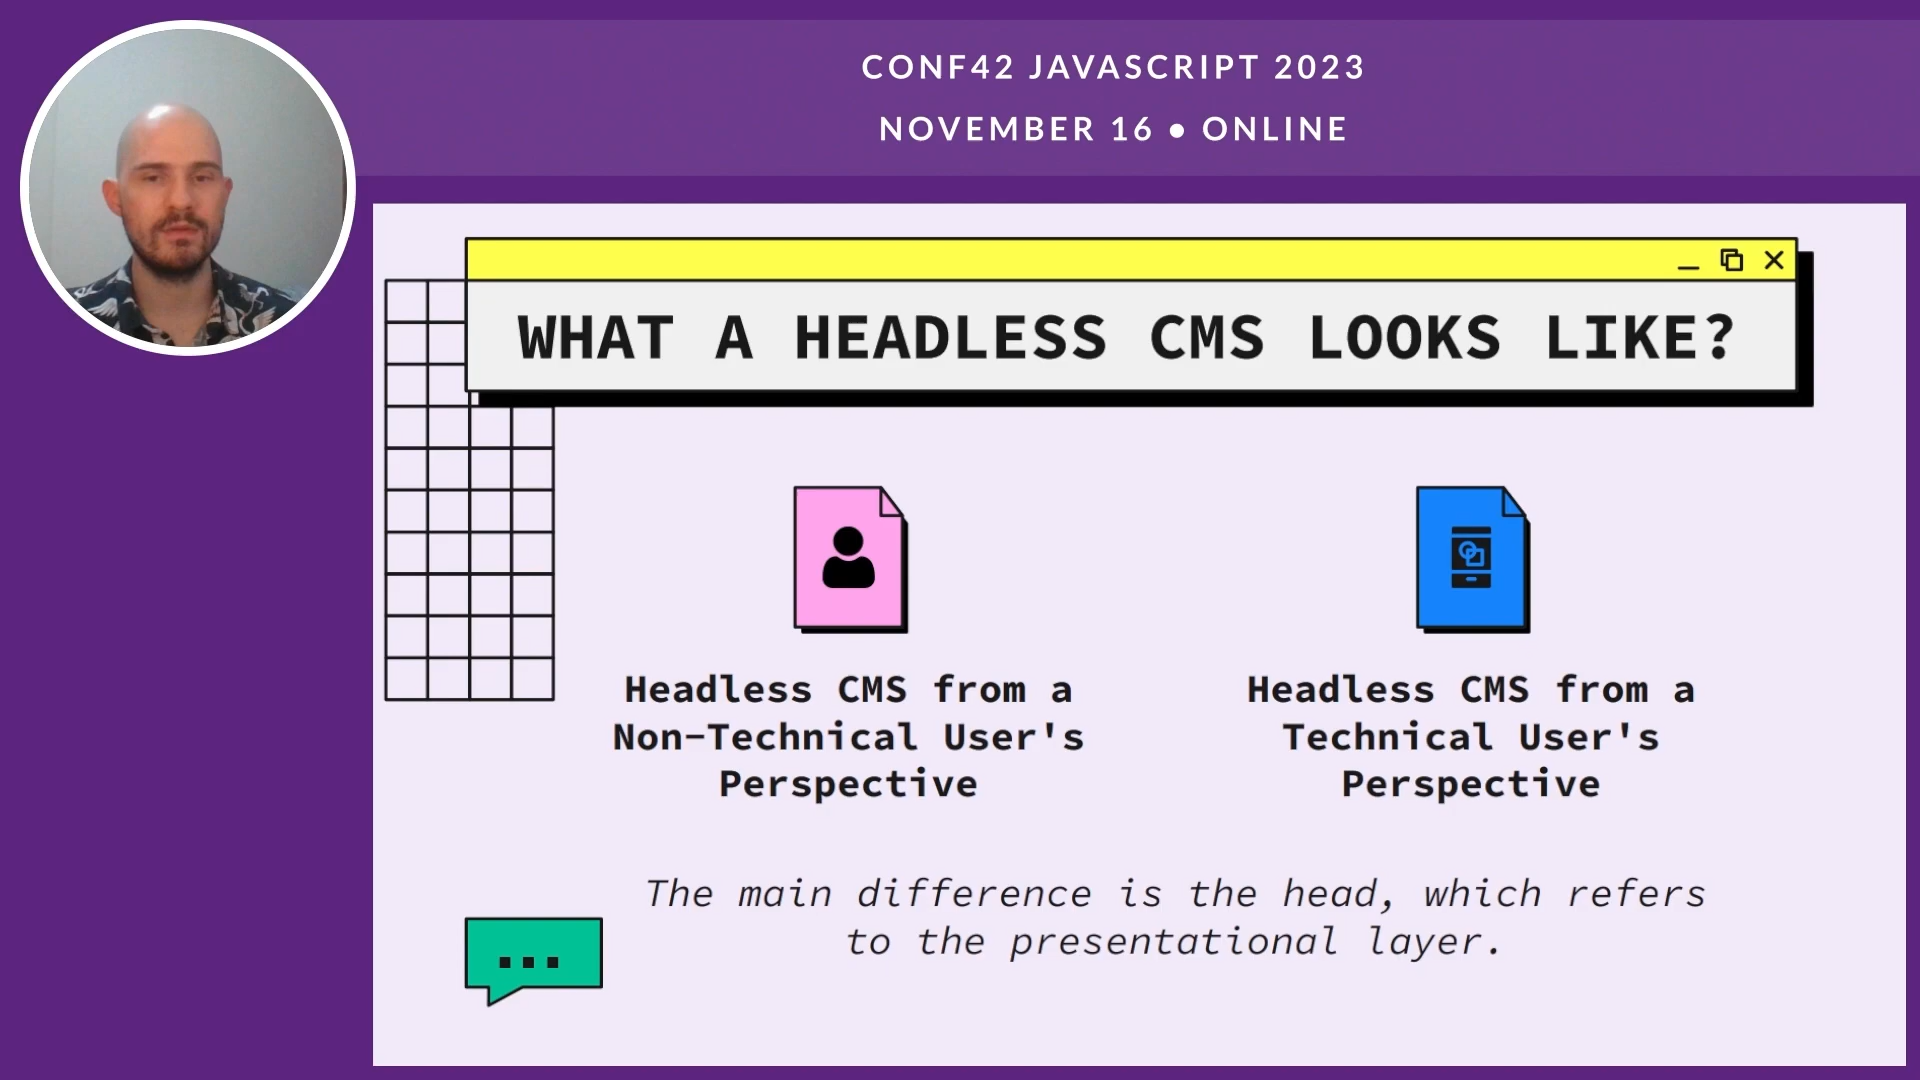 CONF42 JAVASCRIPT 2023
NOVEMBER 16 • ONLINE
WHAT A HEADLESS CMS LOOKS LIKE?
Headless CMS from a
Non-Technical User's
Perspective
Headless CMS from a
Technical User's
Perspective
The main difference is the head, which refers
to the presentational layer.